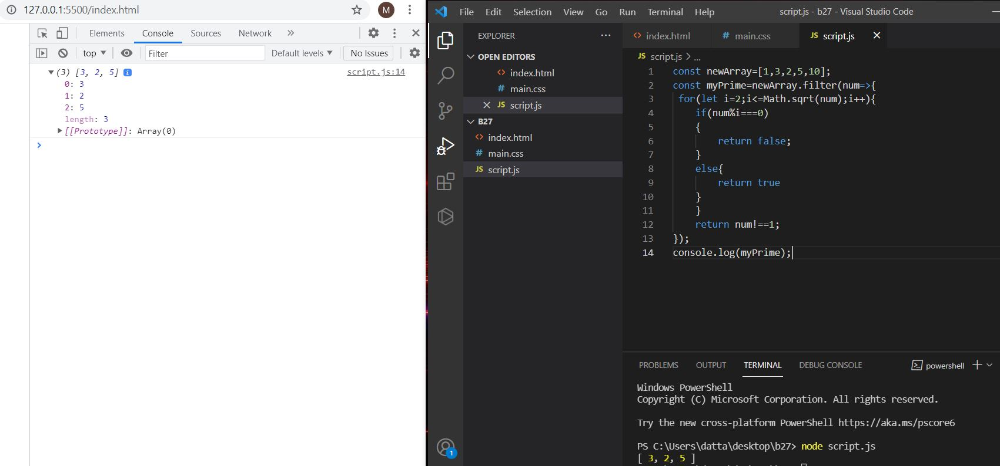 127.0.0.1:5500/index.html
M
Elements Console Sources Network
top Filter Default levels No Issues
(3) [3, 2, 5] script.js:14
0: 3
1: 2
2: 5
length: 3
[[Prototype]]: Array(0)
File Edit Selection View Go Run Terminal Help script.js - b27 - Visual Studio Code
EXPLORER
OPEN EDITORS
index.html
# main.css
JS script.js
B27
index.html
# main.css
JS script.js
1
index.html # main.css JS script.js
JS script.js > ...
1 const newArray=[1,3,2,5,10];
2 const myPrime=newArray.filter(num=>{
3 for(let i=2;i<=Math.sqrt(num);i++){
4 if(num%i===0)
5 {
6 return false;
7 }
8 else{
9 return true
10 }
11 }
12 return num!==1;
13 });
14 console.log(myPrime);
PROBLEMS OUTPUT TERMINAL DEBUG CONSOLE powershell
Windows PowerShell
Copyright (C) Microsoft Corporation. All rights reserved.
Try the new cross-platform PowerShell https://aka.ms/pscore6
PS C:\Users\datta\desktop\b27> node script.js
[ 3, 2, 5 ]